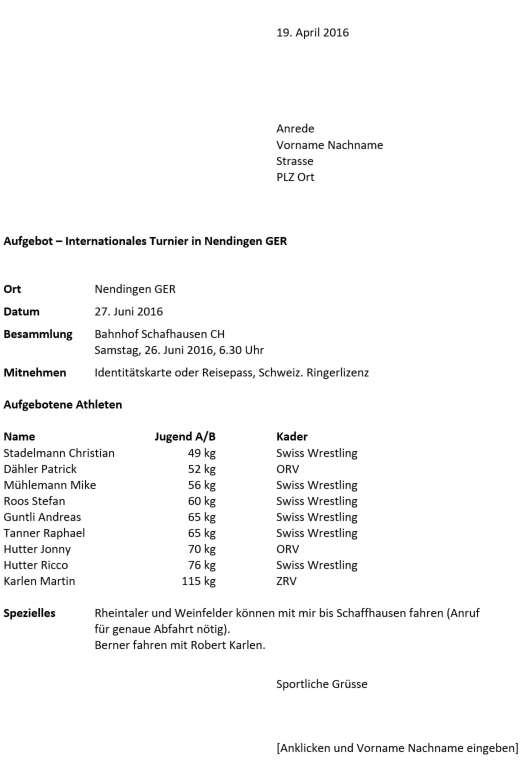 19. April 2016
Anrede
Vorname Nachname
Strasse
PLZ Ort
Aufgebot – Internationales Turnier in Nendingen GER
Ort Nendingen GER
Datum 27. Juni 2016
Besammlung Bahnhof Schafhausen CH
Samstag, 26. Juni 2016, 6.30 Uhr
Mitnehmen Identitätskarte oder Reisepass, Schweiz. Ringerlizenz
Aufgebotene Athleten
Name Jugend A/B Kader
Stadelmann Christian 49 kg Swiss Wrestling
Dähler Patrick 52 kg ORV
Mühlemann Mike 56 kg Swiss Wrestling
Roos Stefan 60 kg Swiss Wrestling
Guntli Andreas 65 kg Swiss Wrestling
Tanner Raphael 65 kg Swiss Wrestling
Hutter Jonny 70 kg ORV
Hutter Ricco 76 kg Swiss Wrestling
Karlen Martin 115 kg ZRV
Spezielles Rheintaler und Weinfelder können mit mir bis Schaffhausen fahren (Anruf
für genaue Abfahrt nötig).
Berner fahren mit Robert Karlen.
Sportliche Grüsse
[Anklicken und Vorname Nachname eingeben]